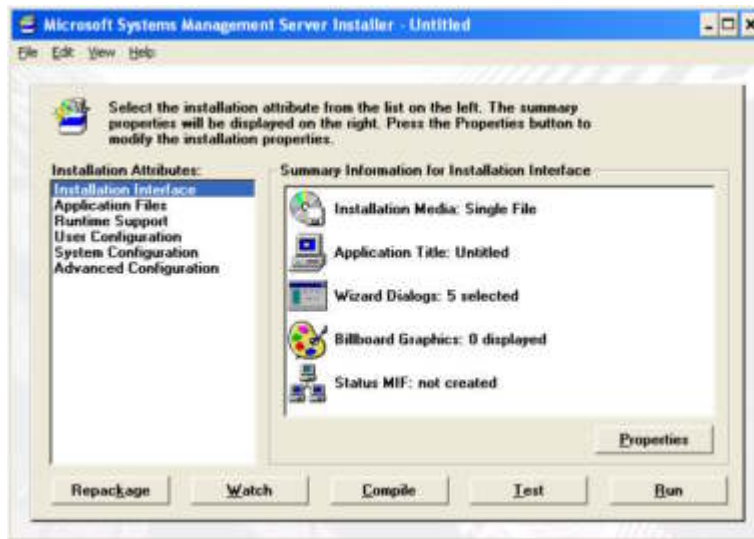 Microsoft Systems Management Server Installer - Untitled
File Edit View Help
Select the installation attribute from the list on the left. The summary
properties will be displayed on the right. Press the Properties button to
modify the installation properties.
Installation Attributes:
Installation Interface
Application Files
Runtime Support
User Configuration
System Configuration
Advanced Configuration
Summary Information for Installation Interface
Installation Media: Single File
Application Title: Untitled
Wizard Dialogs: 5 selected
Billboard Graphics: 0 displayed
Status MIF: not created
Properties
Repackage Watch Compile Test Run